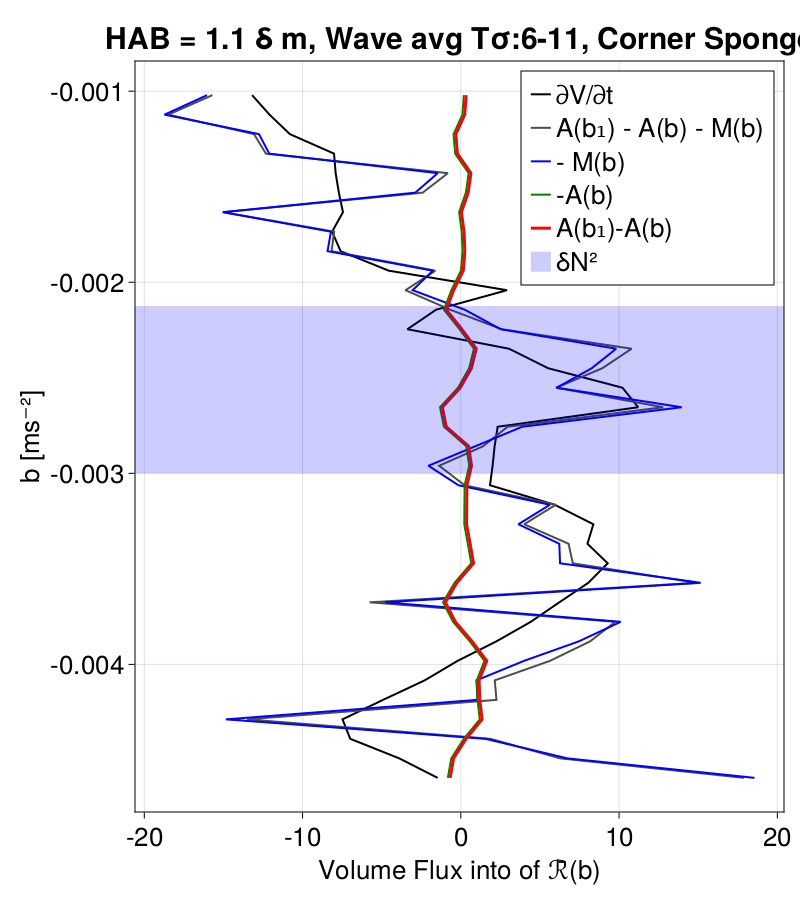 HAB = 1.1 δ m, Wave avg Tσ:6-11, Corner Sponge
-0.001
∂V/∂t
A(b₁) - A(b) - M(b)
- M(b)
-A(b)
A(b₁)-A(b)
δN²
-0.002
b [ms⁻²]
-0.003
-0.004
-20
-10
0
10
20
Volume Flux into of ℛ(b)